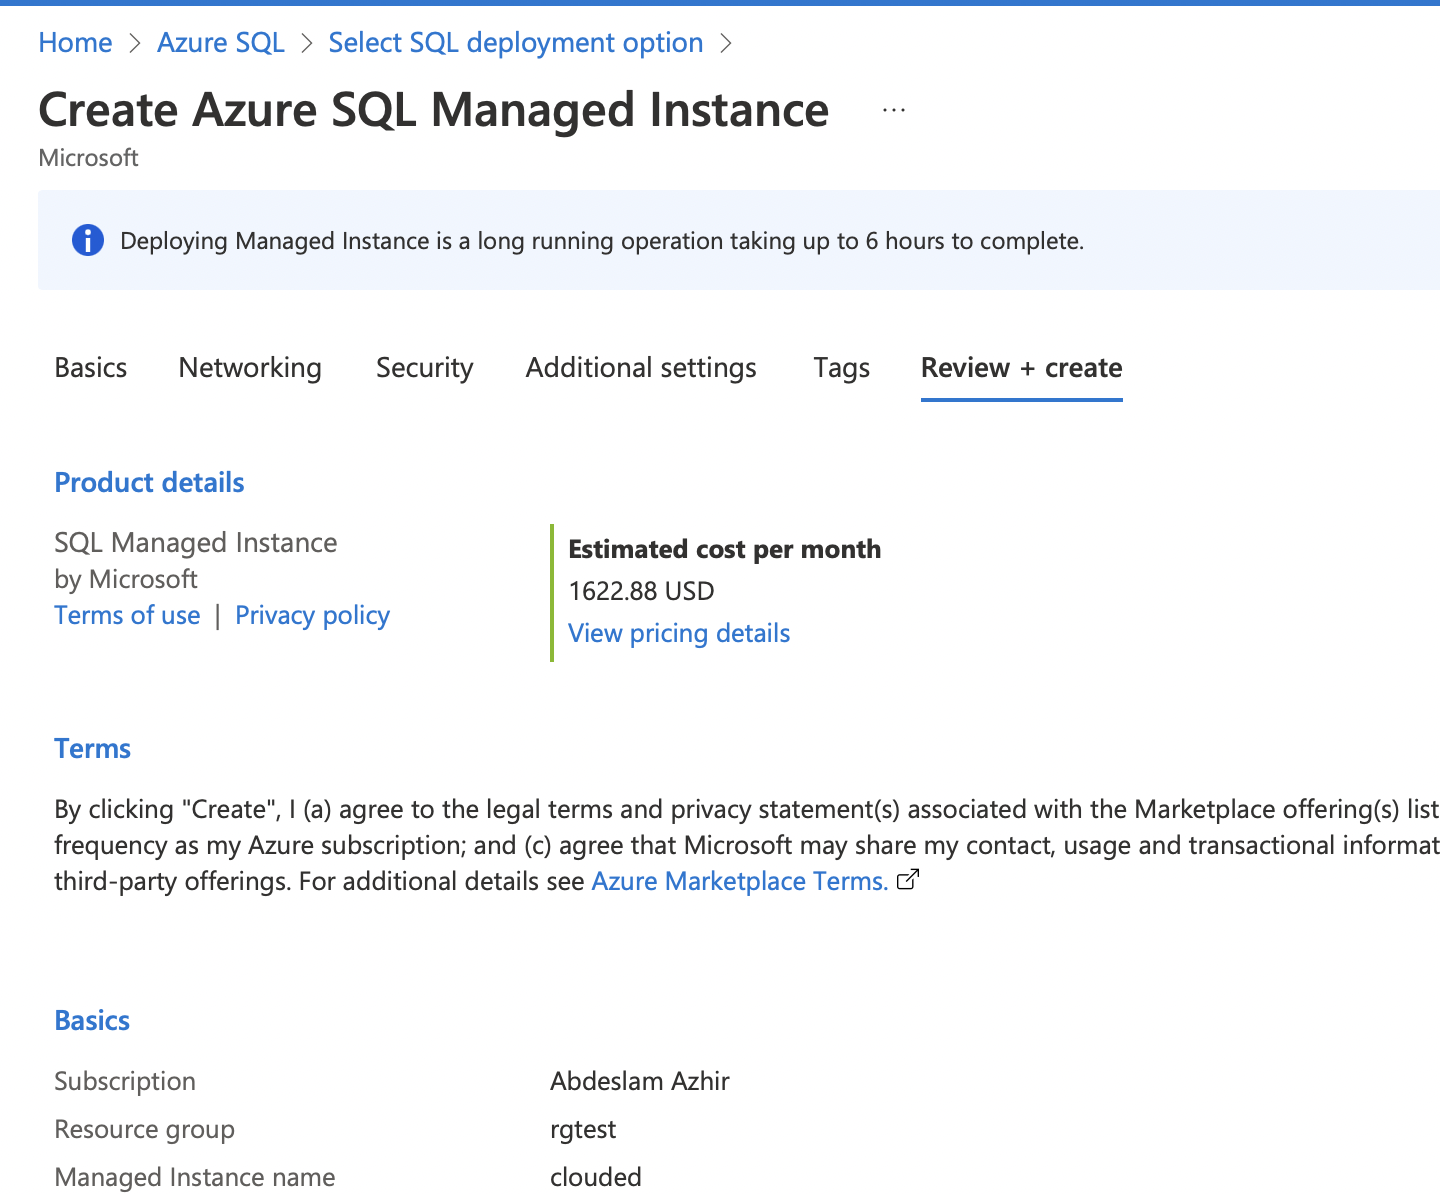 Home > Azure SQL > Select SQL deployment option >
Create Azure SQL Managed Instance ...
Microsoft
Deploying Managed Instance is a long running operation taking up to 6 hours to complete.
Basics Networking Security Additional settings Tags Review + create
Product details
SQL Managed Instance
by Microsoft
Terms of use | Privacy policy
Estimated cost per month
1622.88 USD
View pricing details
Terms
By clicking "Create", I (a) agree to the legal terms and privacy statement(s) associated with the Marketplace offering(s) list
frequency as my Azure subscription; and (c) agree that Microsoft may share my contact, usage and transactional informat
third-party offerings. For additional details see Azure Marketplace Terms.
Basics
Subscription Abdeslam Azhir
Resource group rgtest
Managed Instance name clouded